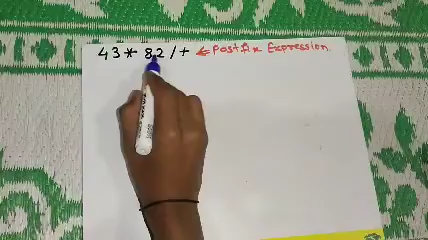 43* 82/+ ← Postfix Expression